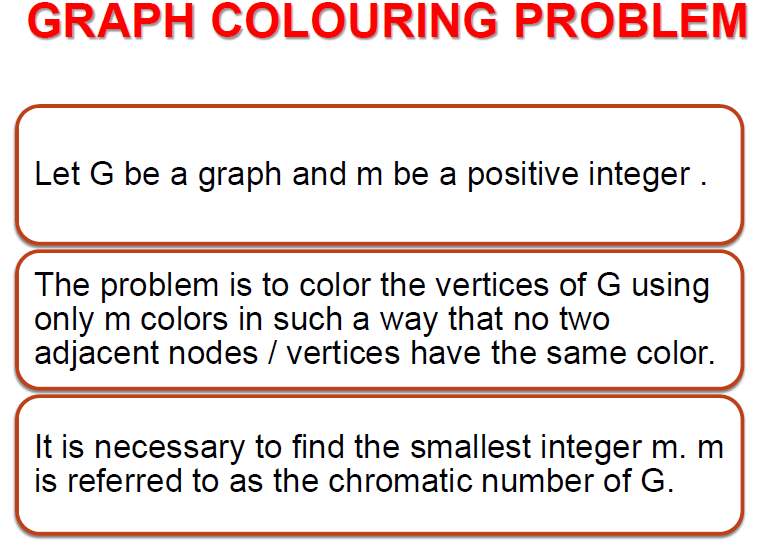 GRAPH COLOURING PROBLEM
Let G be a graph and m be a positive integer .
The problem is to color the vertices of G using
only m colors in such a way that no two
adjacent nodes / vertices have the same color.
It is necessary to find the smallest integer m. m
is referred to as the chromatic number of G.